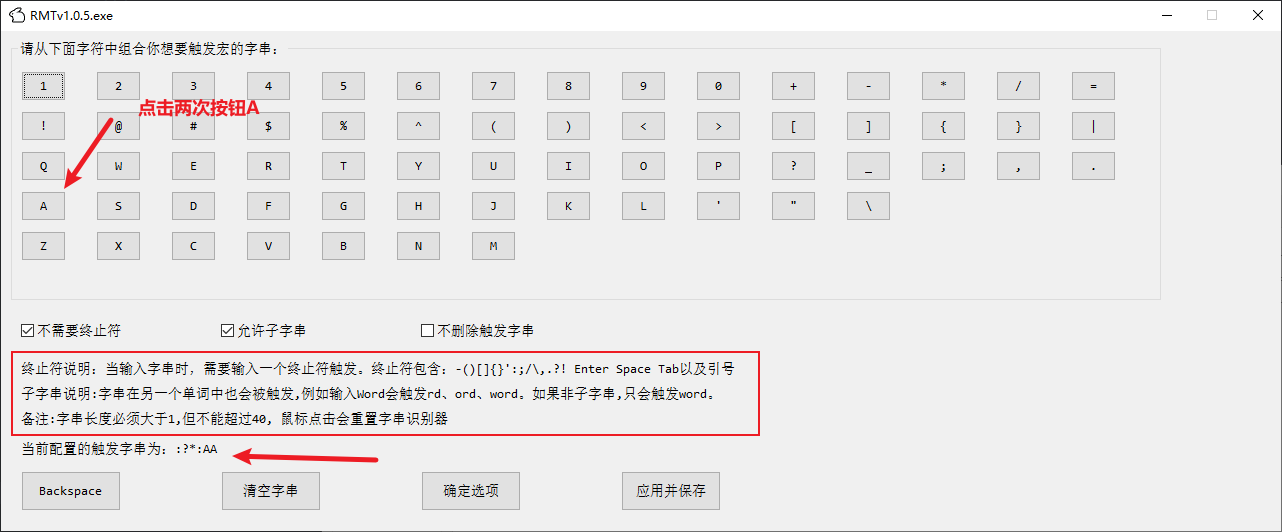 RMTv1.0.5.exe
请从下面字符中组合你想要触发宏的字串:
1 2 3 4 5 6 7 8 9 0 + - * / =
点击两次按钮A
! @ # $ % ^ ( ) < > [ ] { } |
Q W E R T Y U I O P ? _ ; , .
A S D F G H J K L ' " \
Z X C V B N M
不需要终止符 允许子字串 不删除触发字串
终止符说明: 当输入字串时, 需要输入一个终止符触发。终止符包含: -()[]{}':;/\,.?! Enter Space Tab以及引号
子字串说明:字串在另一个单词中也会被触发,例如输入Word会触发rd、ord、word。如果非子字串,只会触发word。
备注:字串长度必须大于1,但不能超过40, 鼠标点击会重置字串识别器
当前配置的触发字串为: :?*:AA
Backspace 清空字串 确定选项 应用并保存